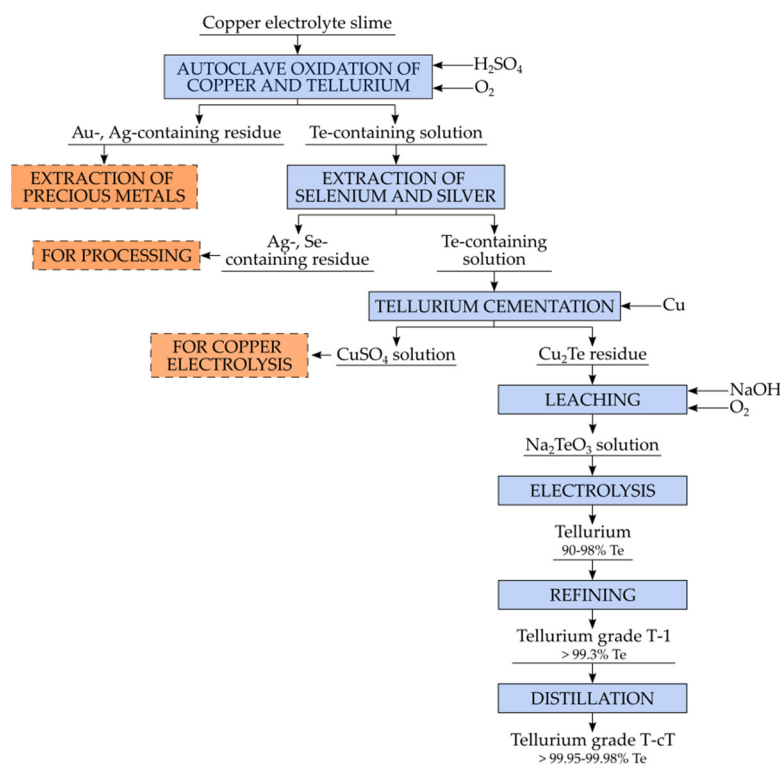 Copper electrolyte slime
AUTOCLAVE OXIDATION OF
COPPER AND TELLURIUM
H₂SO₄
O₂
Au-, Ag-containing residue
Te-containing solution
EXTRACTION OF
PRECIOUS METALS
EXTRACTION OF
SELENIUM AND SILVER
FOR PROCESSING
Ag-, Se-
containing residue
Te-containing
solution
TELLURIUM CEMENTATION
Cu
FOR COPPER
ELECTROLYSIS
CuSO₄ solution
Cu₂Te residue
LEACHING
NaOH
O₂
Na₂TeO₃ solution
ELECTROLYSIS
Tellurium
90-98% Te
REFINING
Tellurium grade T-1
> 99.3% Te
DISTILLATION
Tellurium grade T-cT
> 99.95-99.98% Te